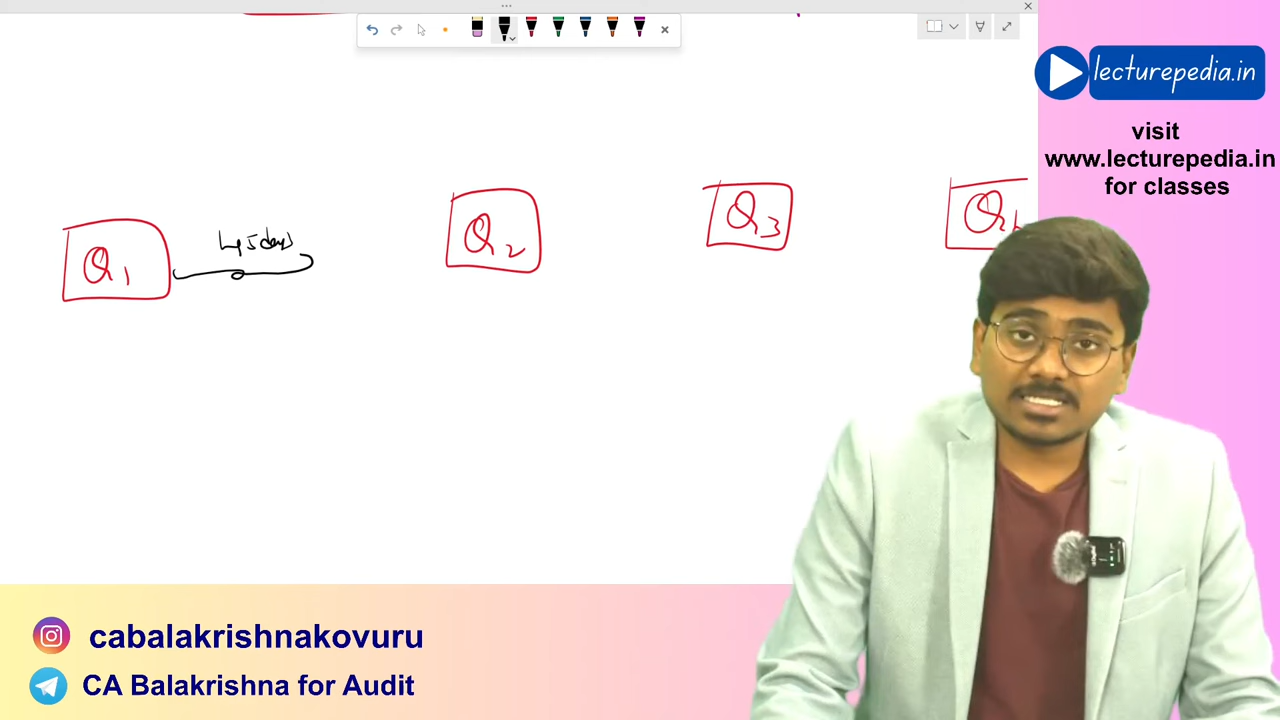 lecturepedia.in
visit
www.lecturepedia.in
for classes
Q1
45 days
Q2
Q3
cabalakrishnakovuru
CA Balakrishna for Audit